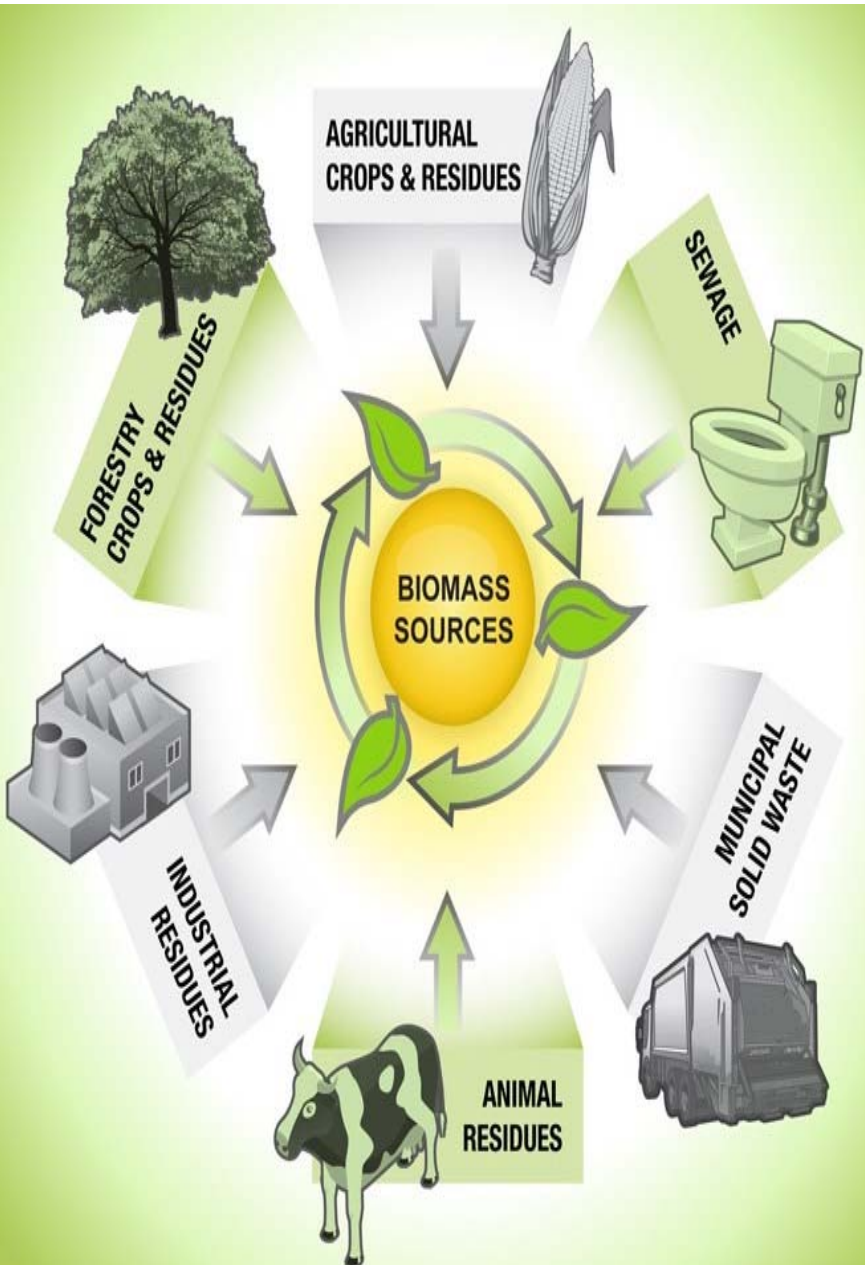 AGRICULTURAL
CROPS & RESIDUES
SEWAGE
FORESTRY
CROPS & RESIDUES
BIOMASS
SOURCES
MUNICIPAL
SOLID WASTE
INDUSTRIAL
RESIDUES
ANIMAL
RESIDUES